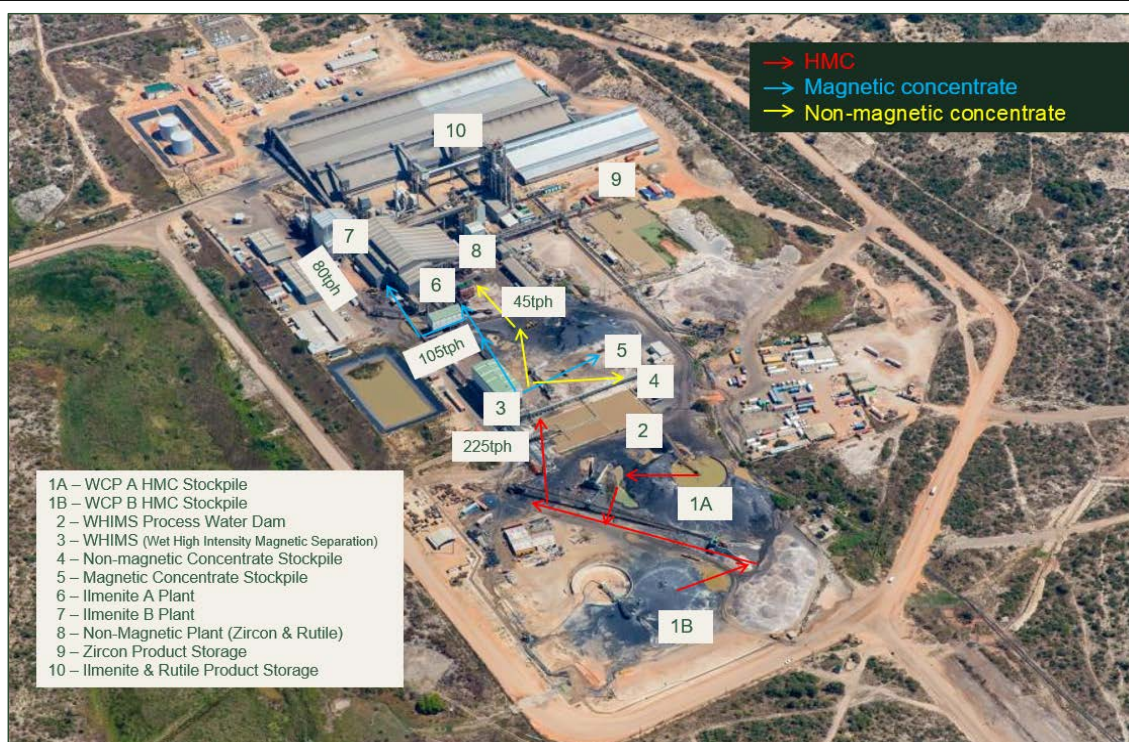 HMC
Magnetic concentrate
Non-magnetic concentrate
10
9
7
8
80tph
6
45tph
105tph
5
4
3
2
225tph
1A
1B
1A – WCP A HMC Stockpile
1B – WCP B HMC Stockpile
2 – WHIMS Process Water Dam
3 – WHIMS (Wet High Intensity Magnetic Separation)
4 – Non-magnetic Concentrate Stockpile
5 – Magnetic Concentrate Stockpile
6 – Ilmenite A Plant
7 – Ilmenite B Plant
8 – Non-Magnetic Plant (Zircon & Rutile)
9 – Zircon Product Storage
10 – Ilmenite & Rutile Product Storage